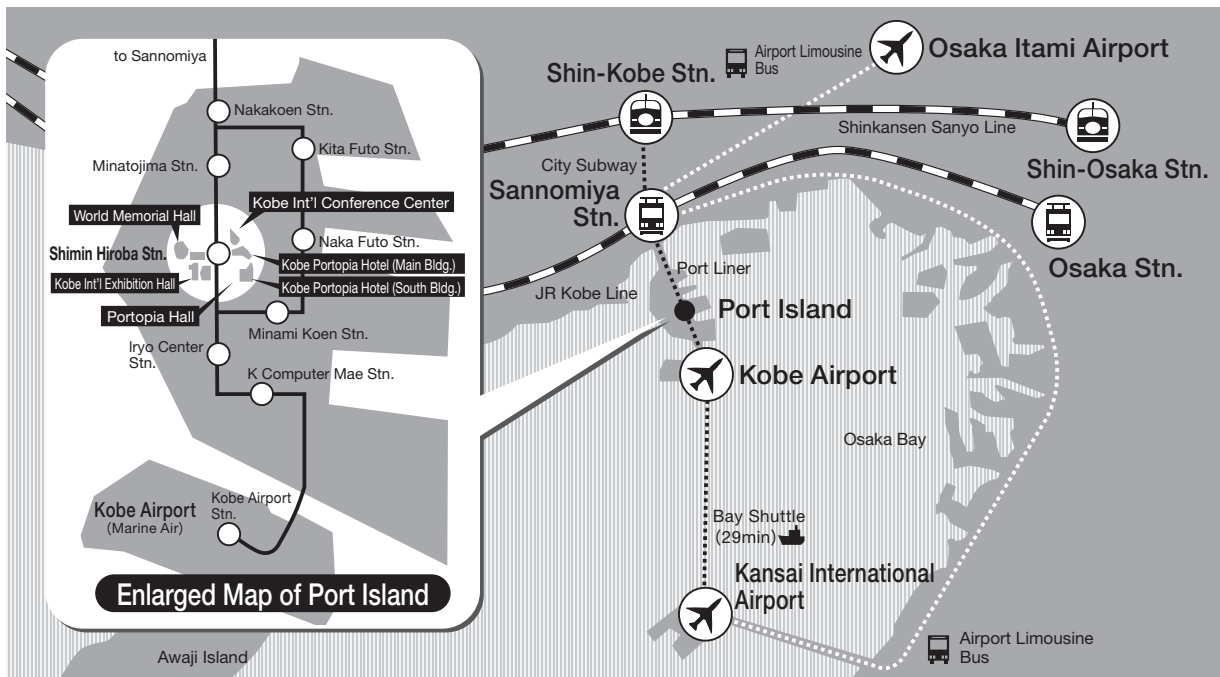 to Sannomiya
Nakakoen Stn.
Kita Futo Stn.
Minatojima Stn.
Kobe Int'l Conference Center
World Memorial Hall
Naka Futo Stn.
Shimin Hiroba Stn.
Kobe Portopia Hotel (Main Bldg.)
Kobe Int'l Exhibition Hall
Kobe Portopia Hotel (South Bldg.)
Portopia Hall
Minami Koen Stn.
Iryo Center
Stn.
K Computer Mae Stn.
Kobe Airport
(Marine Air)
Kobe Airport
Stn.
Enlarged Map of Port Island
Awaji Island
Shin-Kobe Stn.
Airport Limousine
Bus
Osaka Itami Airport
Shinkansen Sanyo Line
Shin-Osaka Stn.
City Subway
Sannomiya
Stn.
Osaka Stn.
Port Liner
JR Kobe Line
Port Island
Kobe Airport
Osaka Bay
Bay Shuttle
(29min)
Kansai International
Airport
Airport Limousine
Bus